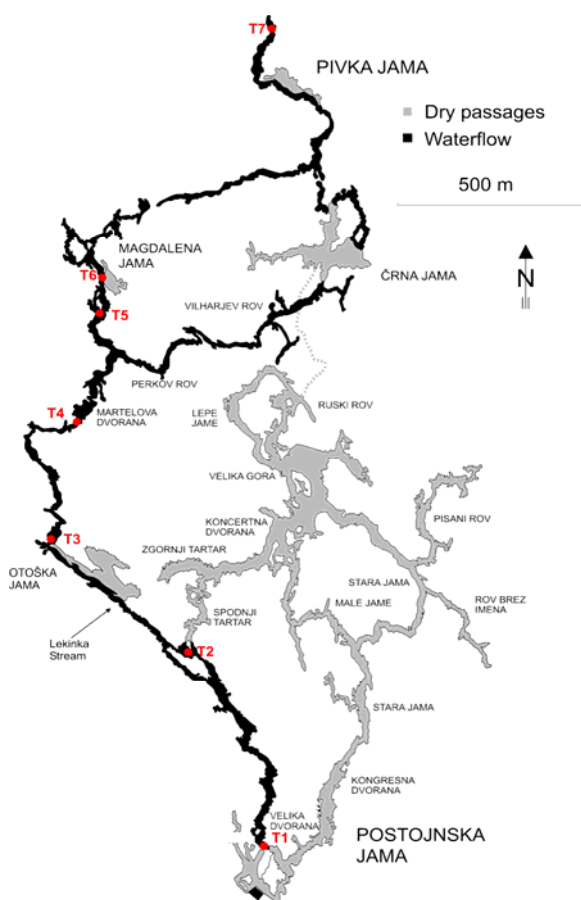 T7
PIVKA JAMA
Dry passages
Waterflow
500 m
N
MAGDALENA
JAMA
T6
ČRNA JAMA
VILHARJEV ROV
T5
PERKOV ROV
T4
MARTELOVA
DVORANA
LEPE
JAME
RUSKI ROV
VELIKA GORA
PISANI ROV
KONCERTNA
DVORANA
T3
ZGORNJI TARTAR
OTOŠKA
JAMA
STARA JAMA
ROV BREZ
IMENA
MALE JAME
SPODNJI
TARTAR
Lekinka
Stream
T2
STARA JAMA
KONGRESNA
DVORANA
VELIKA
DVORANA
T1
POSTOJNSKA
JAMA